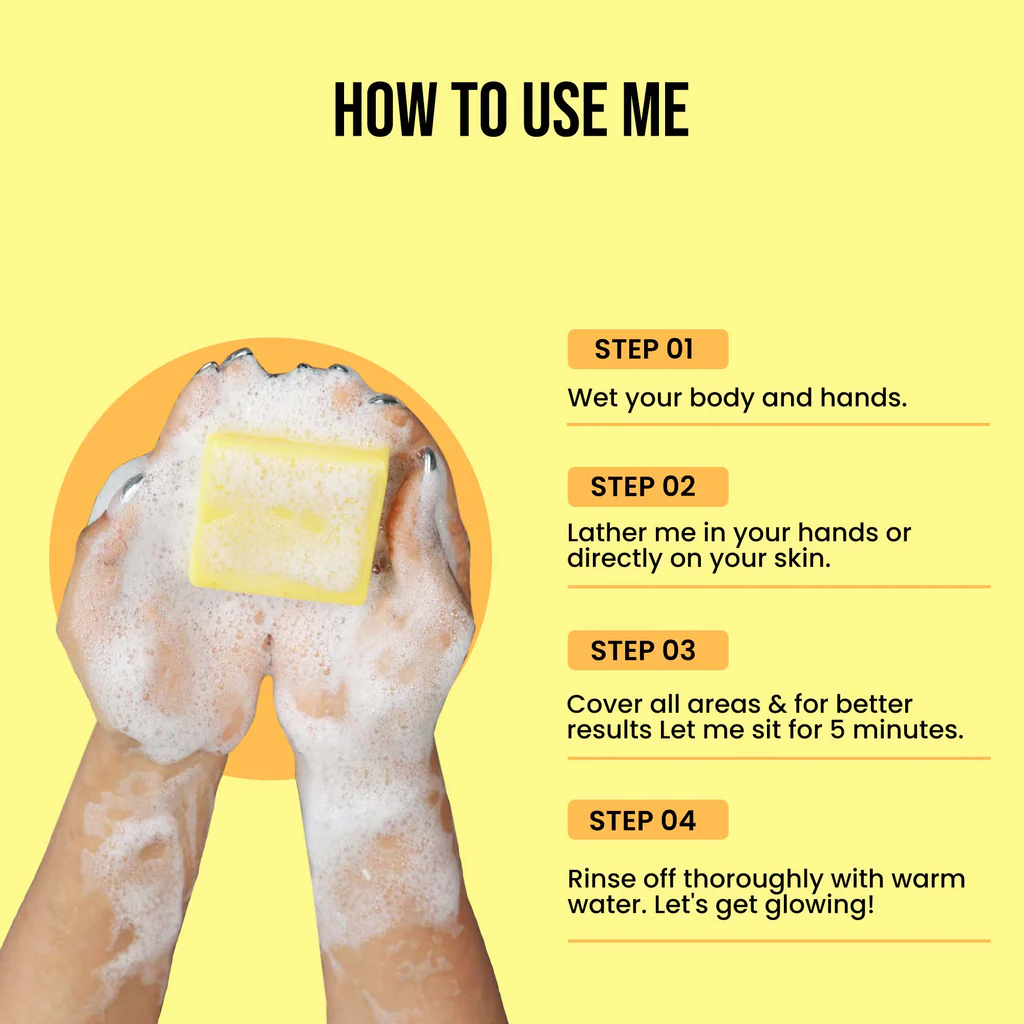 HOW TO USE ME
STEP 01
Wet your body and hands.
STEP 02
Lather me in your hands or
directly on your skin.
STEP 03
Cover all areas & for better
results Let me sit for 5 minutes.
STEP 04
Rinse off thoroughly with warm
water. Let's get glowing!